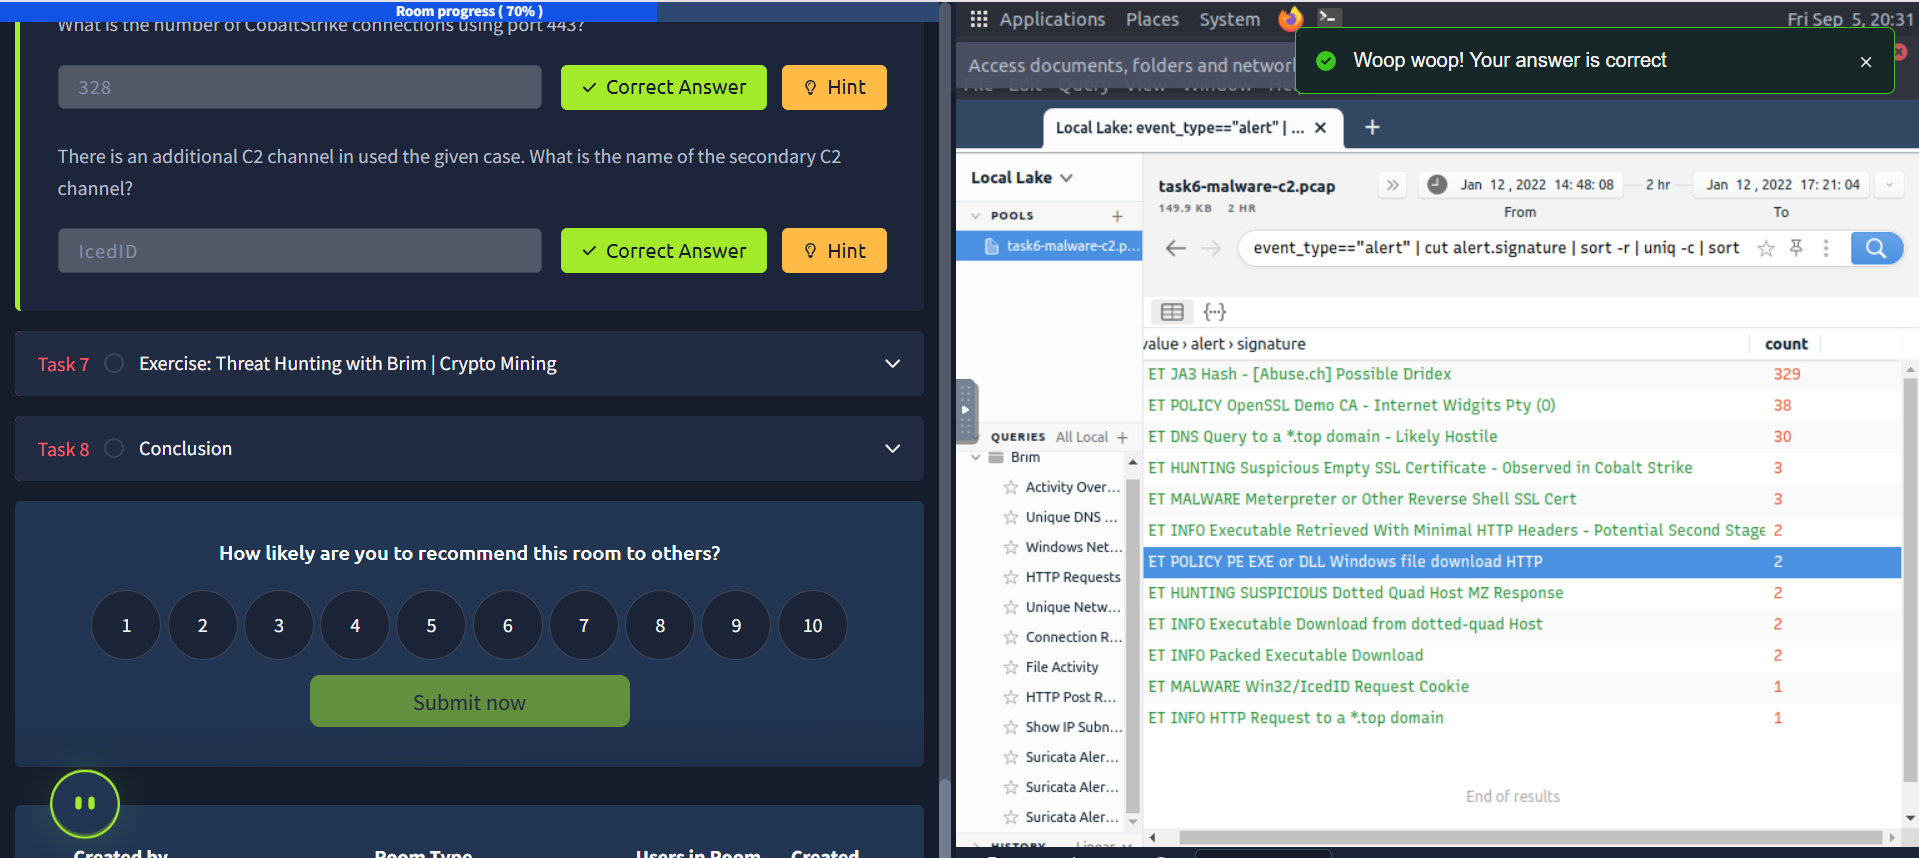 Room progress ( 70% )
What is the number of CobaltStrike connections using port 443?
328
Correct Answer
Hint
There is an additional C2 channel in used the given case. What is the name of the secondary C2
channel?
IcedID
Correct Answer
Hint
Task 7 Exercise: Threat Hunting with Brim | Crypto Mining
Task 8 Conclusion
How likely are you to recommend this room to others?
1 2 3 4 5 6 7 8 9 10
Submit now
Created by Room Type Users in Room Created
Applications Places System Fri Sep 5, 20:31
Access documents, folders and network
Woop woop! Your answer is correct
File Edit Query View Window
Local Lake: event_type=="alert" | ...
Local Lake
POOLS
task6-malware-c2.p...
task6-malware-c2.pcap
149.9 KB 2 HR
Jan 12 , 2022 14: 48: 08 2 hr Jan 12 , 2022 17: 21: 04
From To
event_type=="alert" | cut alert.signature | sort -r | uniq -c | sort
QUERIES All Local
Brim
Activity Over...
Unique DNS ...
Windows Net...
HTTP Requests
Unique Netw...
Connection R...
File Activity
HTTP Post R...
Show IP Subn...
Suricata Aler...
Suricata Aler...
Suricata Aler...
HISTORY Linear
value › alert › signature count
ET JA3 Hash - [Abuse.ch] Possible Dridex 329
ET POLICY OpenSSL Demo CA - Internet Widgits Pty (O) 38
ET DNS Query to a *.top domain - Likely Hostile 30
ET HUNTING Suspicious Empty SSL Certificate - Observed in Cobalt Strike 3
ET MALWARE Meterpreter or Other Reverse Shell SSL Cert 3
ET INFO Executable Retrieved With Minimal HTTP Headers - Potential Second Stage 2
ET POLICY PE EXE or DLL Windows file download HTTP 2
ET HUNTING SUSPICIOUS Dotted Quad Host MZ Response 2
ET INFO Executable Download from dotted-quad Host 2
ET INFO Packed Executable Download 2
ET MALWARE Win32/IcedID Request Cookie 1
ET INFO HTTP Request to a *.top domain 1
End of results